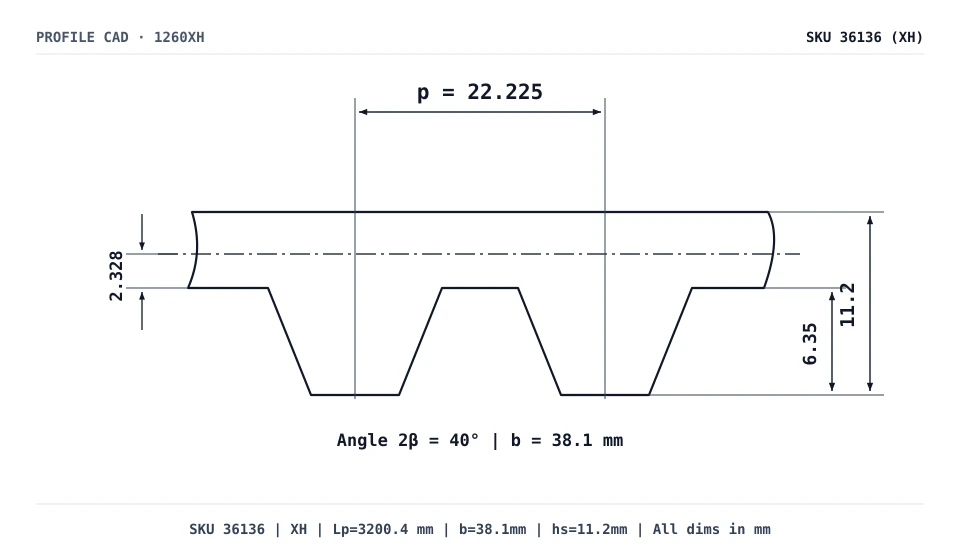 PROFILE CAD · 1260XH
SKU 36136 (XH)
p = 22.225
2.328
11.2
6.35
Angle 2β = 40° | b = 38.1 mm
SKU 36136 | XH | Lp=3200.4 mm | b=38.1mm | hs=11.2mm | All dims in mm